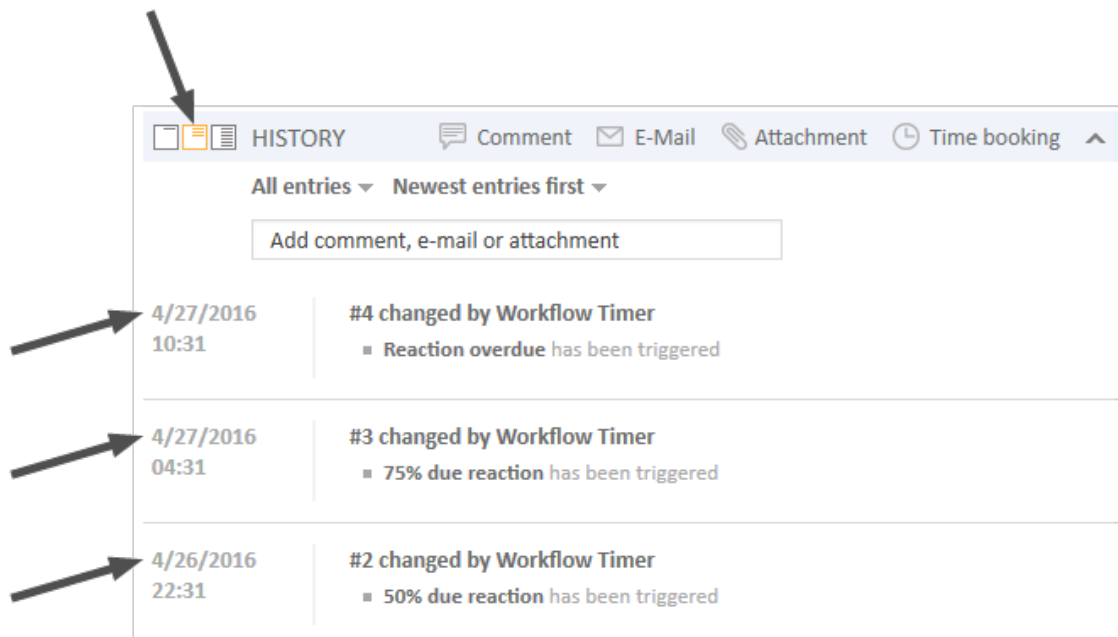 HISTORY Comment E-Mail Attachment Time booking
All entries Newest entries first
Add comment, e-mail or attachment
4/27/2016 #4 changed by Workflow Timer
10:31 Reaction overdue has been triggered
4/27/2016 #3 changed by Workflow Timer
04:31 75% due reaction has been triggered
4/26/2016 #2 changed by Workflow Timer
22:31 50% due reaction has been triggered